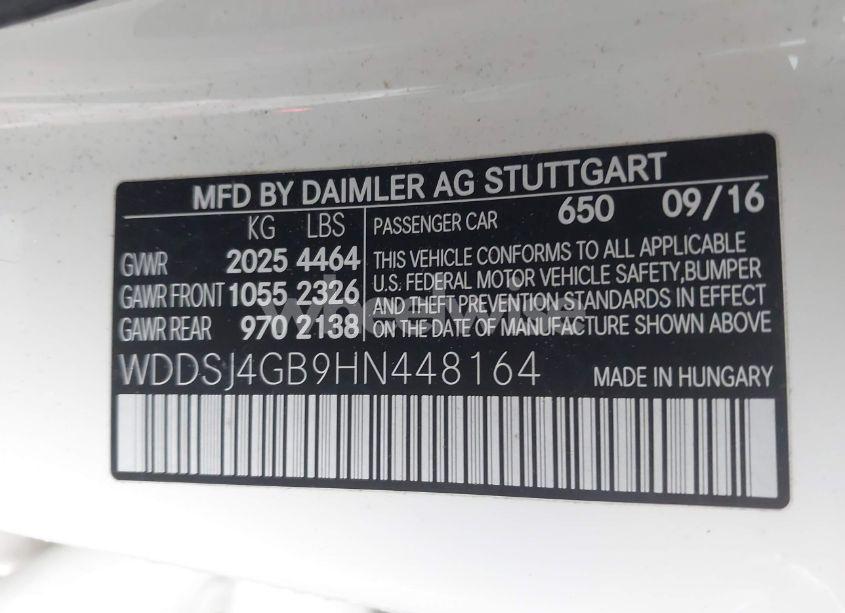 MFD BY DAIMLER AG STUTTGART
KG LBS
GVWR 2025 4464
GAWR FRONT 1055 2326
GAWR REAR 970 2138
PASSENGER CAR 650 09/16
THIS VEHICLE CONFORMS TO ALL APPLICABLE
U.S. FEDERAL MOTOR VEHICLE SAFETY,BUMPER
AND THEFT PREVENTION STANDARDS IN EFFECT
ON THE DATE OF MANUFACTURE SHOWN ABOVE
WDDSJ4GB9HN448164
MADE IN HUNGARY